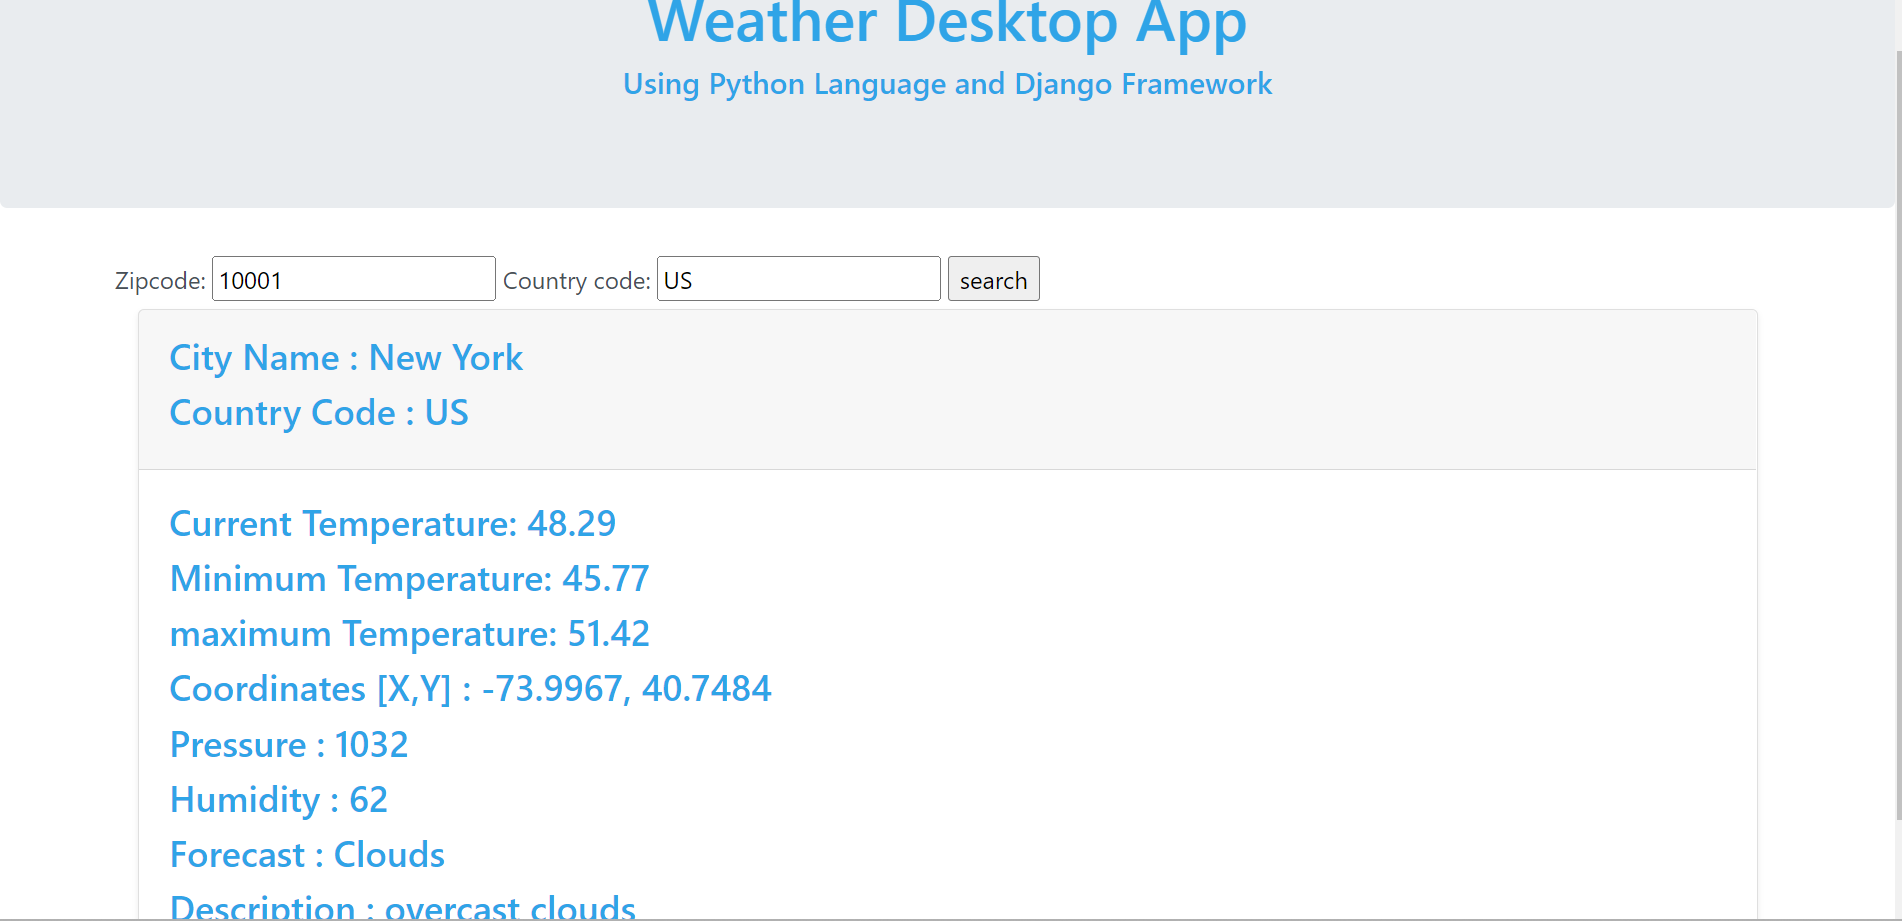 Weather Desktop App
Using Python Language and Django Framework
Zipcode: 10001 Country code: US search
City Name : New York
Country Code : US
Current Temperature: 48.29
Minimum Temperature: 45.77
maximum Temperature: 51.42
Coordinates [X,Y] : -73.9967, 40.7484
Pressure : 1032
Humidity : 62
Forecast : Clouds
Description : overcast clouds